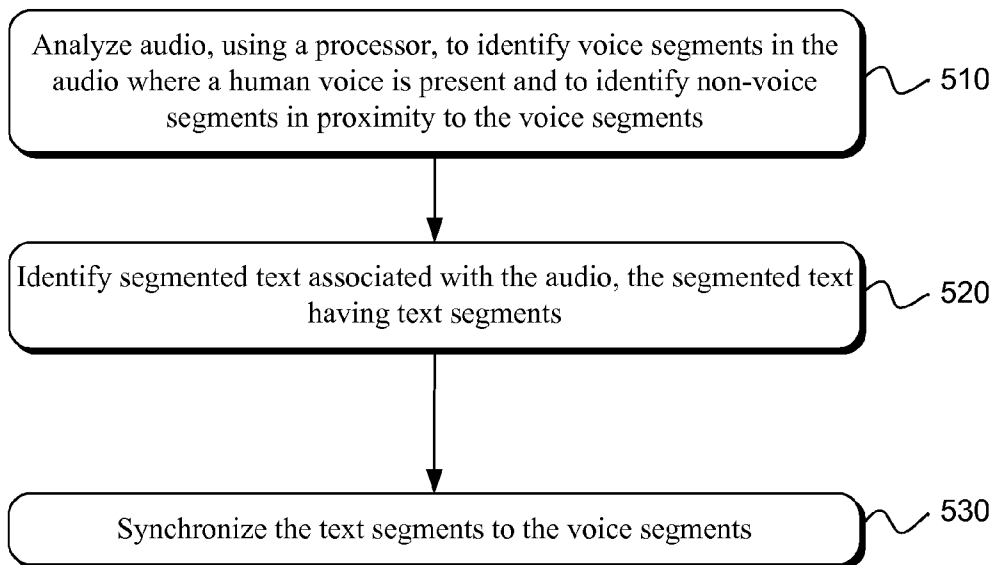 Analyze audio, using a processor, to identify voice segments in the
audio where a human voice is present and to identify non-voice
segments in proximity to the voice segments
510
Identify segmented text associated with the audio, the segmented text
having text segments
520
Synchronize the text segments to the voice segments
530